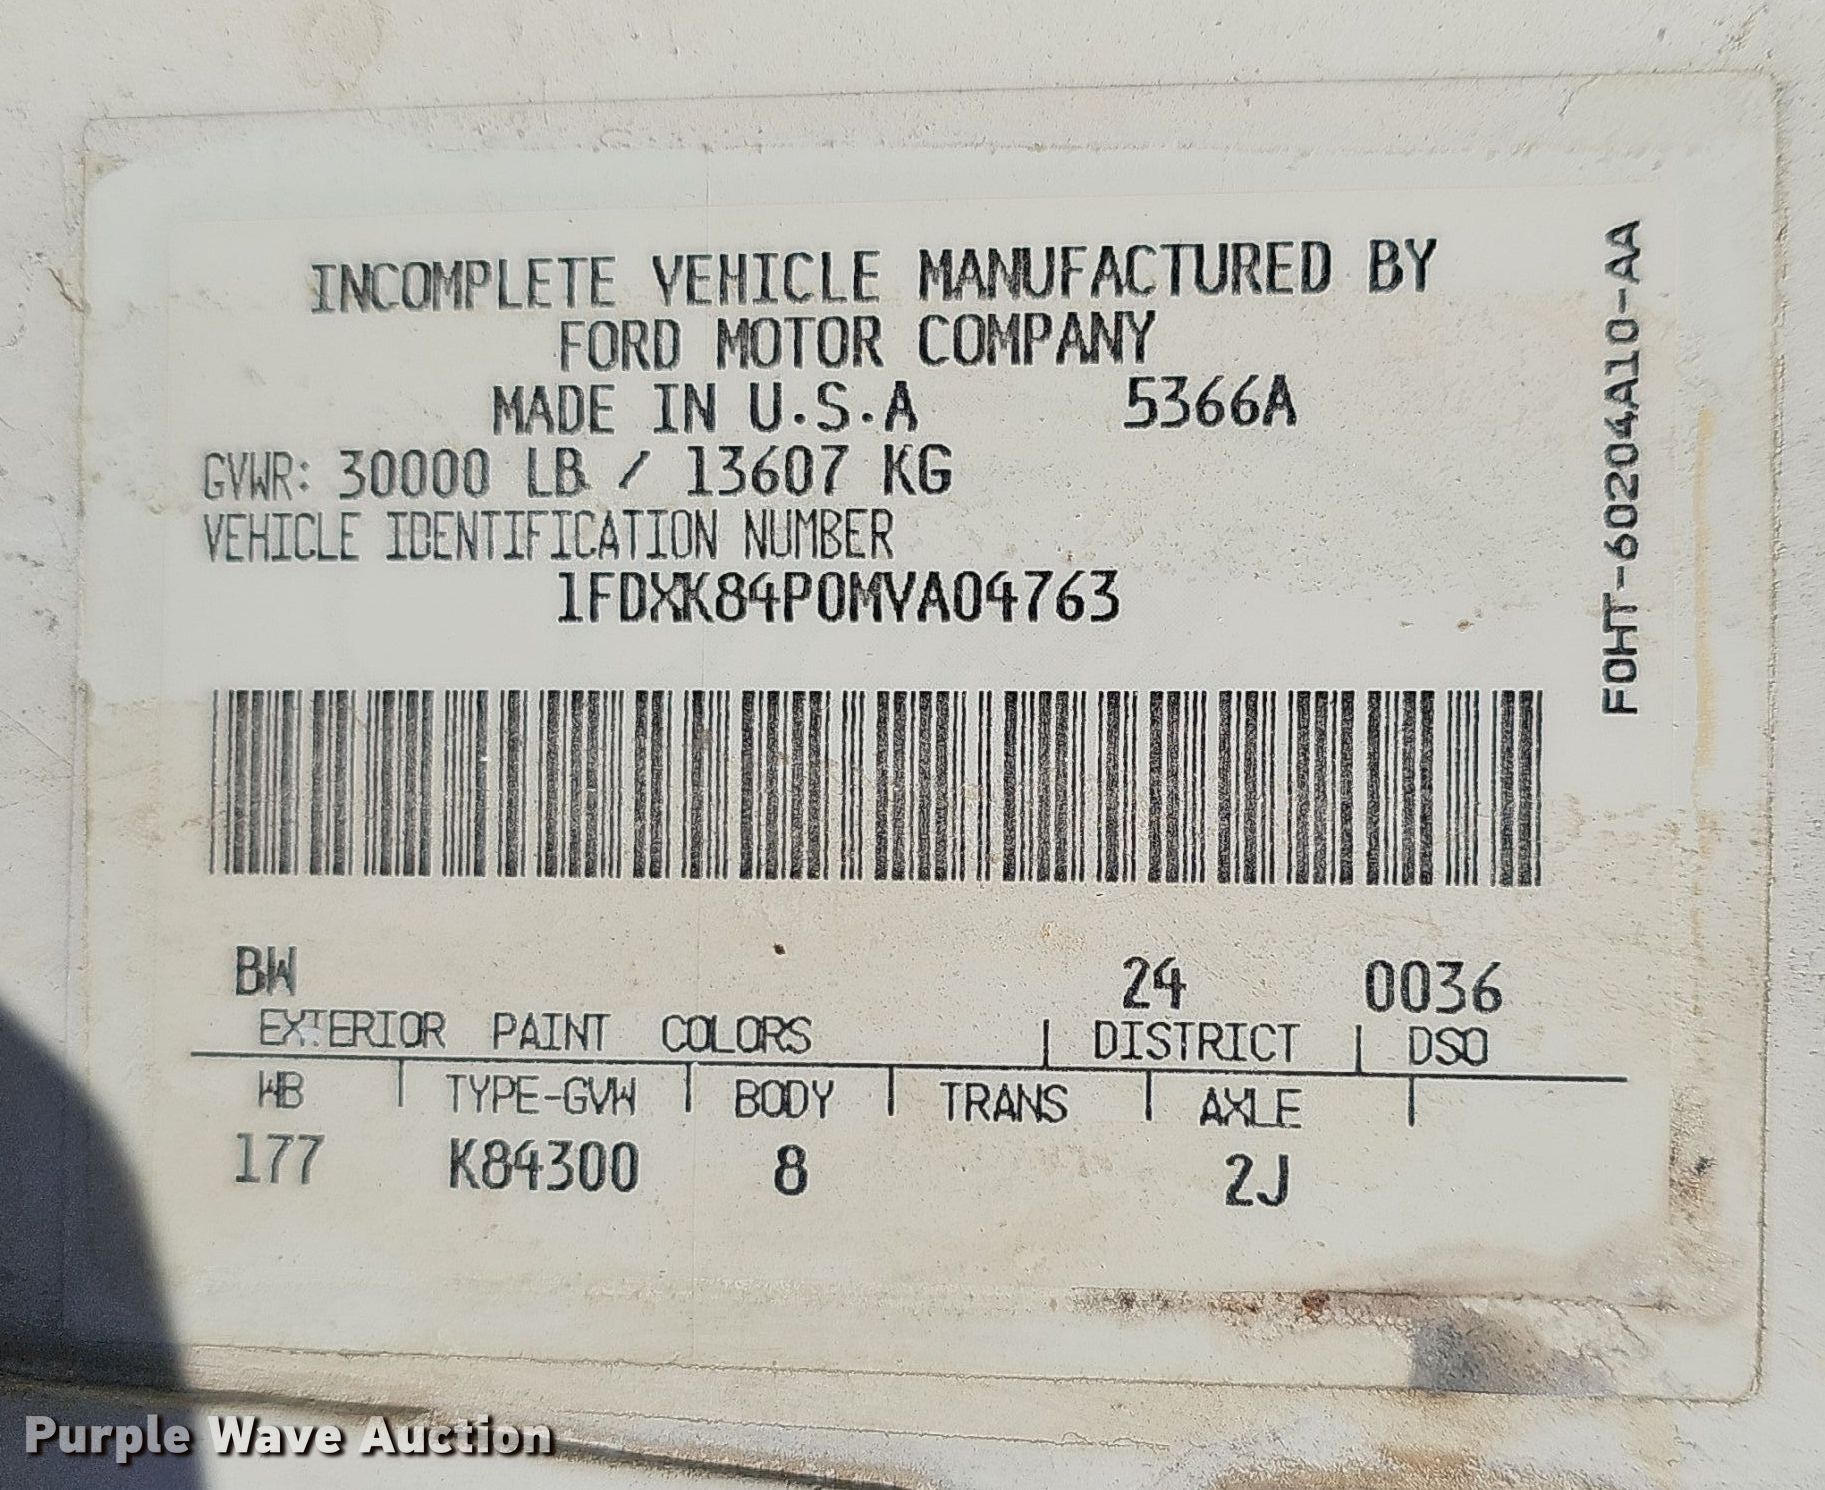 INCOMPLETE VEHICLE MANUFACTURED BY
FORD MOTOR COMPANY
MADE IN U.S.A 5366A
GVWR: 30000 LB / 13607 KG
VEHICLE IDENTIFICATION NUMBER
1FDXK84P0MVA04763
F0HT-60204A10-AA
BW 24 0036
EXTERIOR PAINT COLORS | DISTRICT | DSO
WB | TYPE-GVW | BODY | TRANS | AXLE |
177 K84300 8 2J
Purple Wave Auction